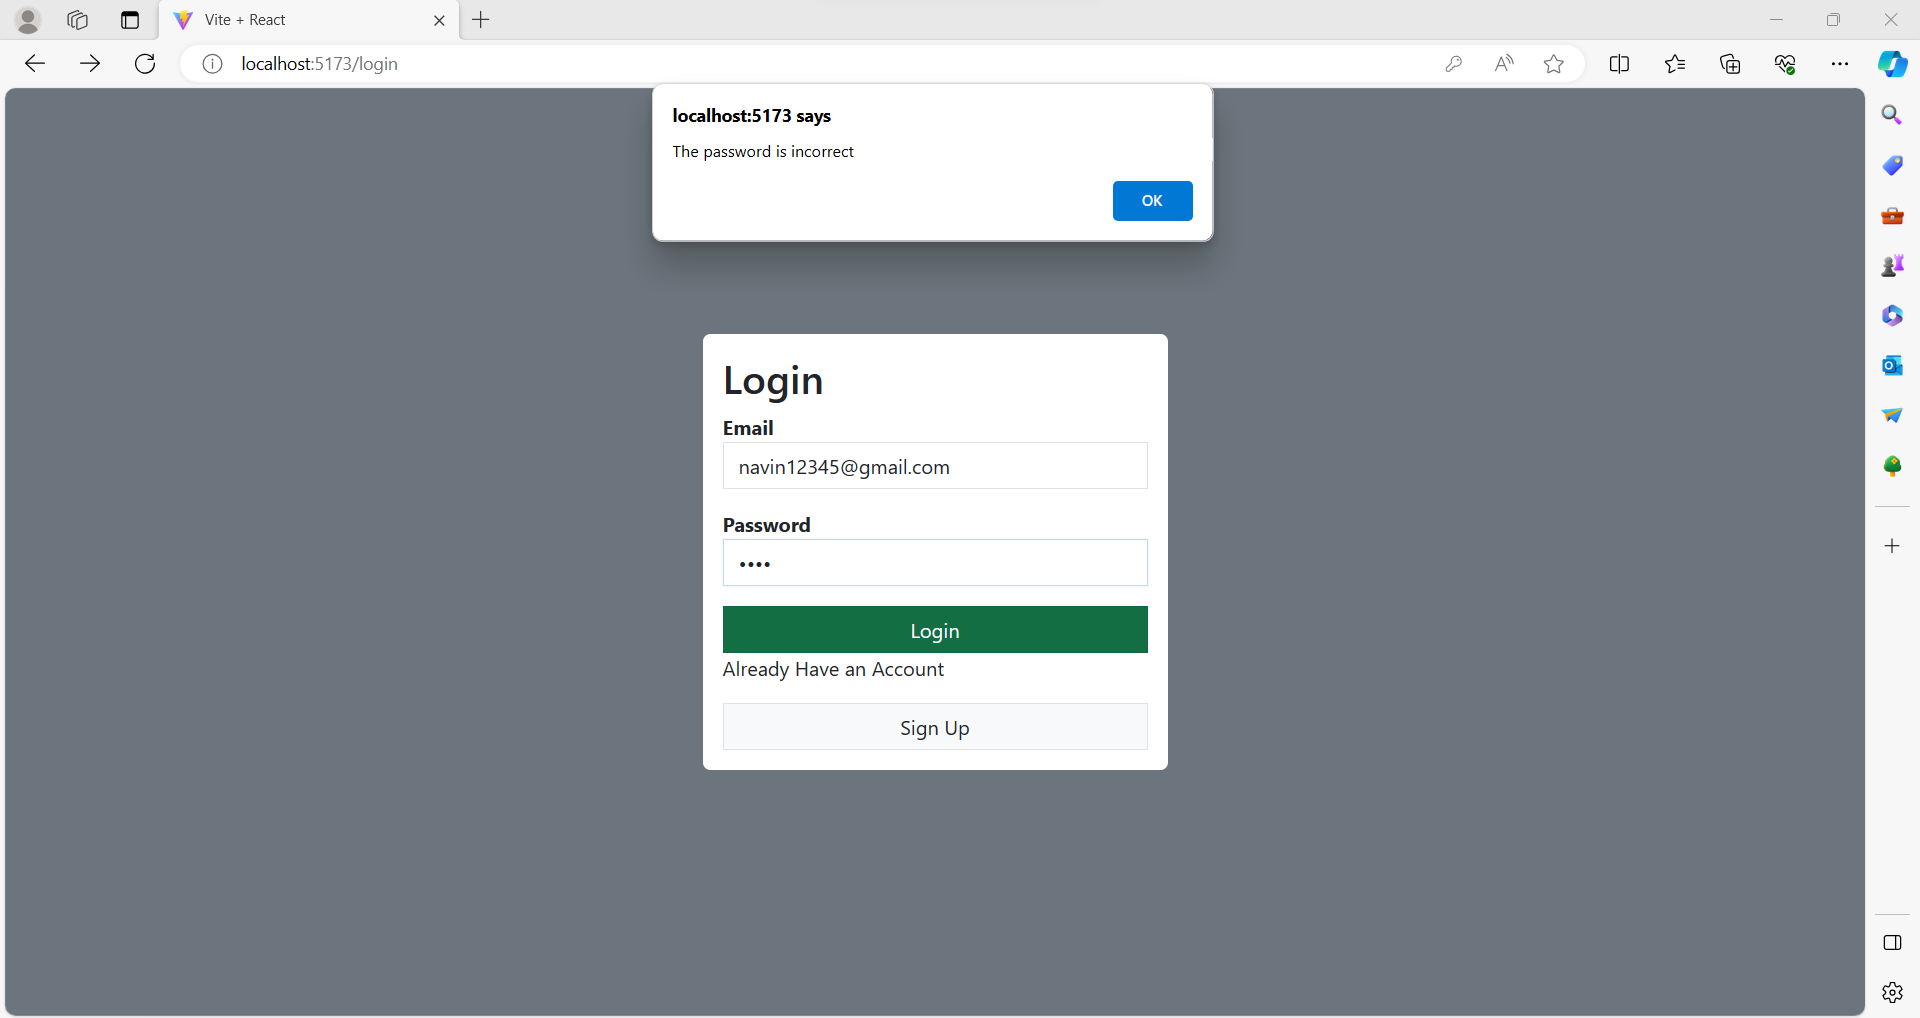 Vite + React
localhost:5173/login
localhost:5173 says
The password is incorrect
OK
Login
Email
navin12345@gmail.com
Password
••••
Login
Already Have an Account
Sign Up